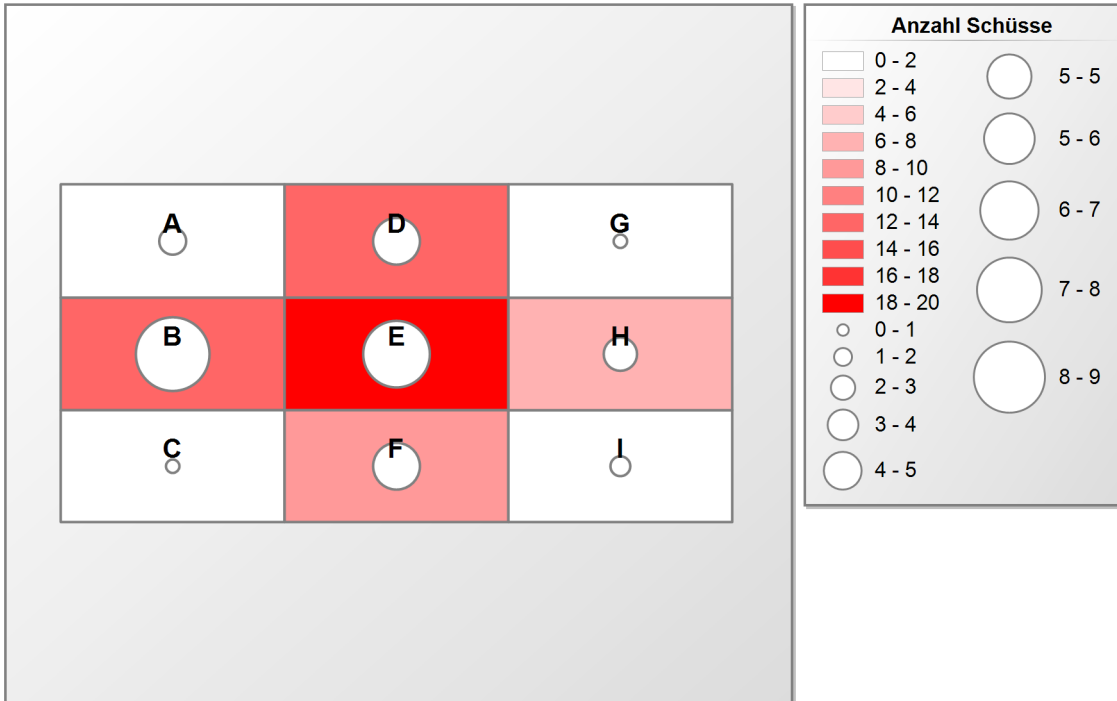 A
D
G
B
E
H
C
F
I
Anzahl Schüsse
0 - 2
2 - 4
4 - 6
6 - 8
8 - 10
10 - 12
12 - 14
14 - 16
16 - 18
18 - 20
0 - 1
1 - 2
2 - 3
3 - 4
4 - 5
5 - 5
5 - 6
6 - 7
7 - 8
8 - 9